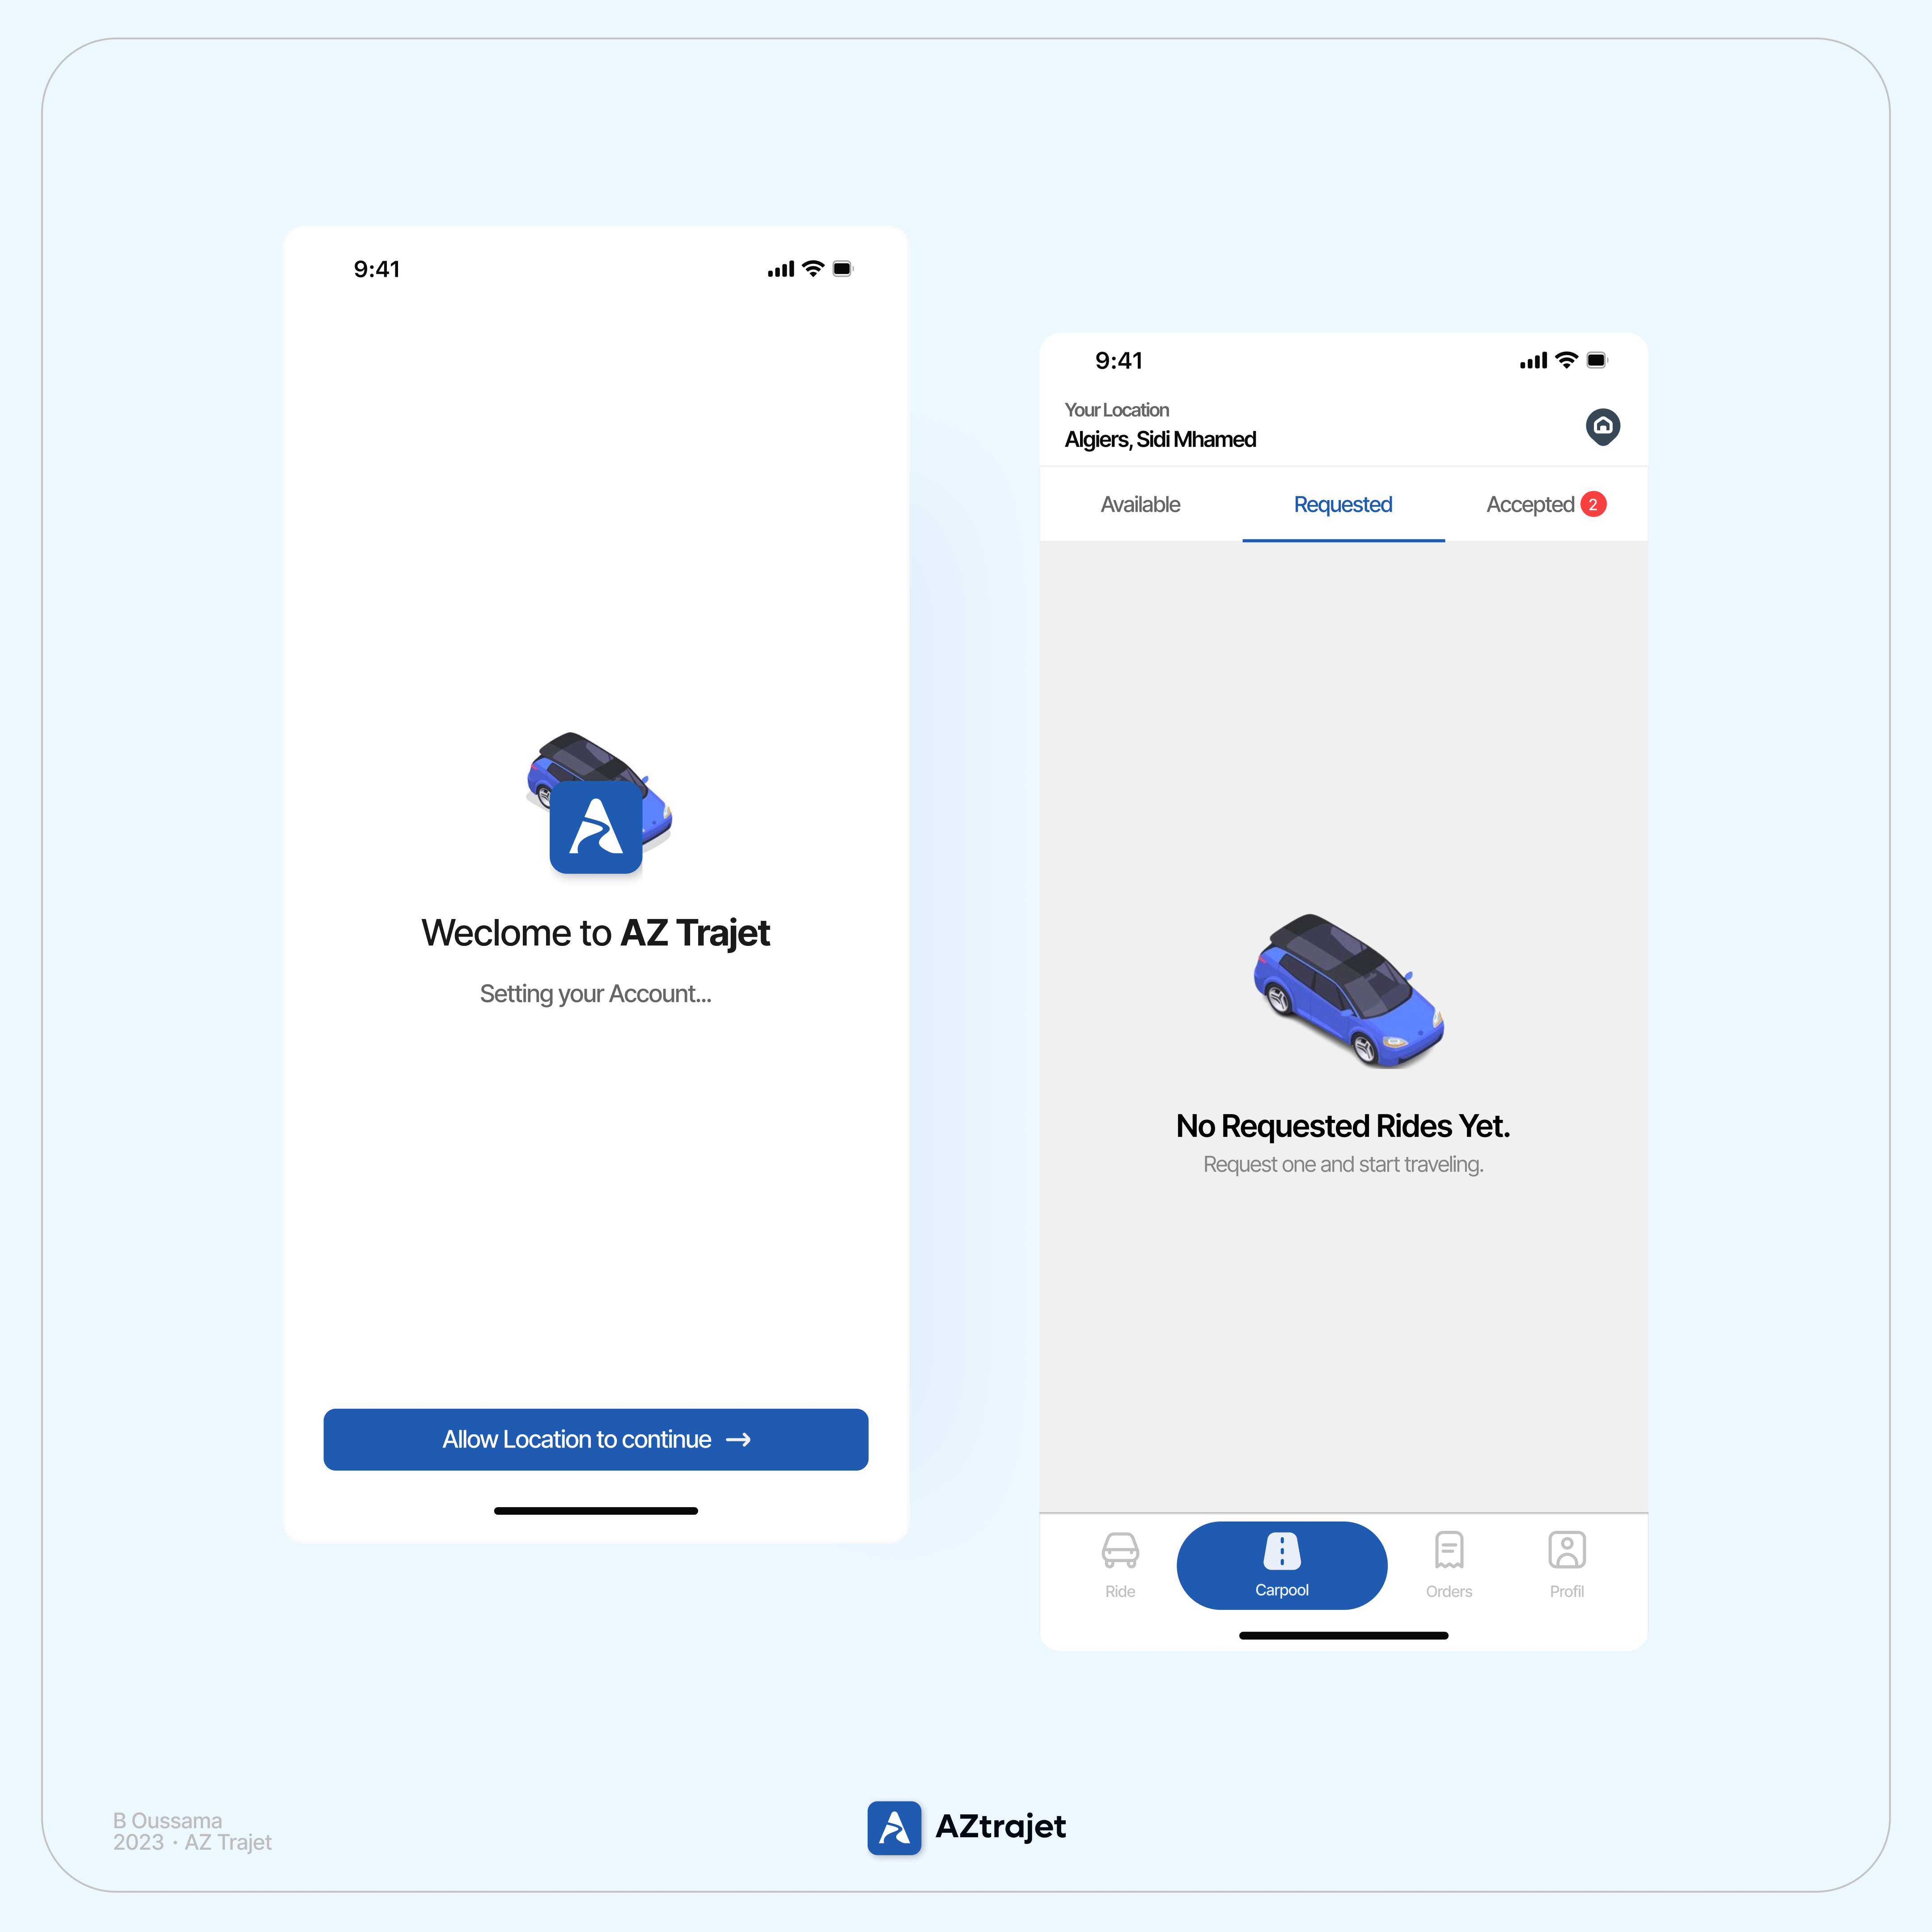 9:41
Weclome to AZ Trajet
Setting your Account...
Allow Location to continue
9:41
Your Location
Algiers, Sidi Mhamed
Available Requested Accepted 2
No Requested Rides Yet.
Request one and start traveling.
Ride Carpool Orders Profil
B Oussama
2023 · AZ Trajet
AZtrajet